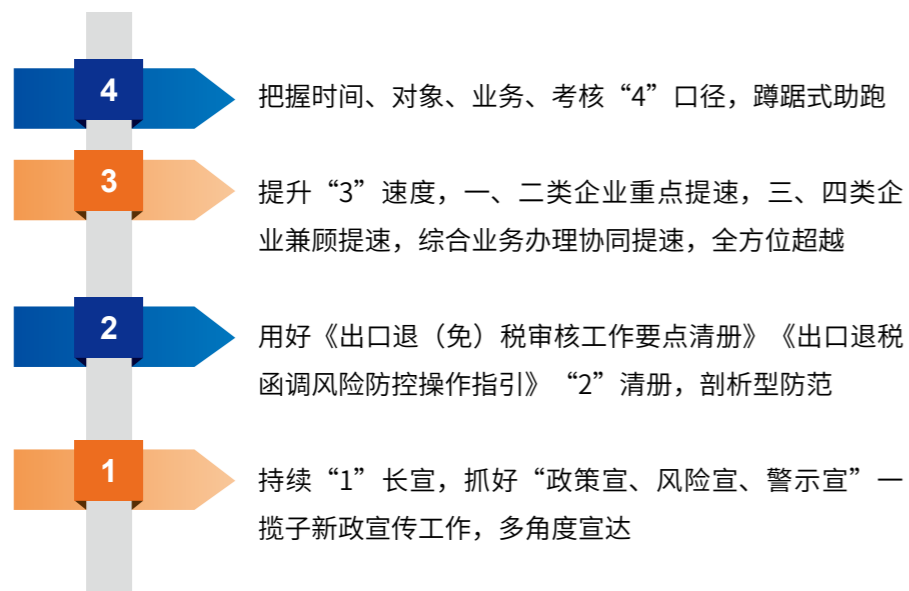 4
把握时间、对象、业务、考核“4”口径，蹲踞式助跑
3
提升“3”速度，一、二类企业重点提速，三、四类企
业兼顾提速，综合业务办理协同提速，全方位超越
2
用好《出口退（免）税审核工作要点清册》《出口退税
函调风险防控操作指引》“2”清册，剖析型防范
1
持续“1”长宣，抓好“政策宣、风险宣、警示宣”一
揽子新政宣传工作，多角度宣达